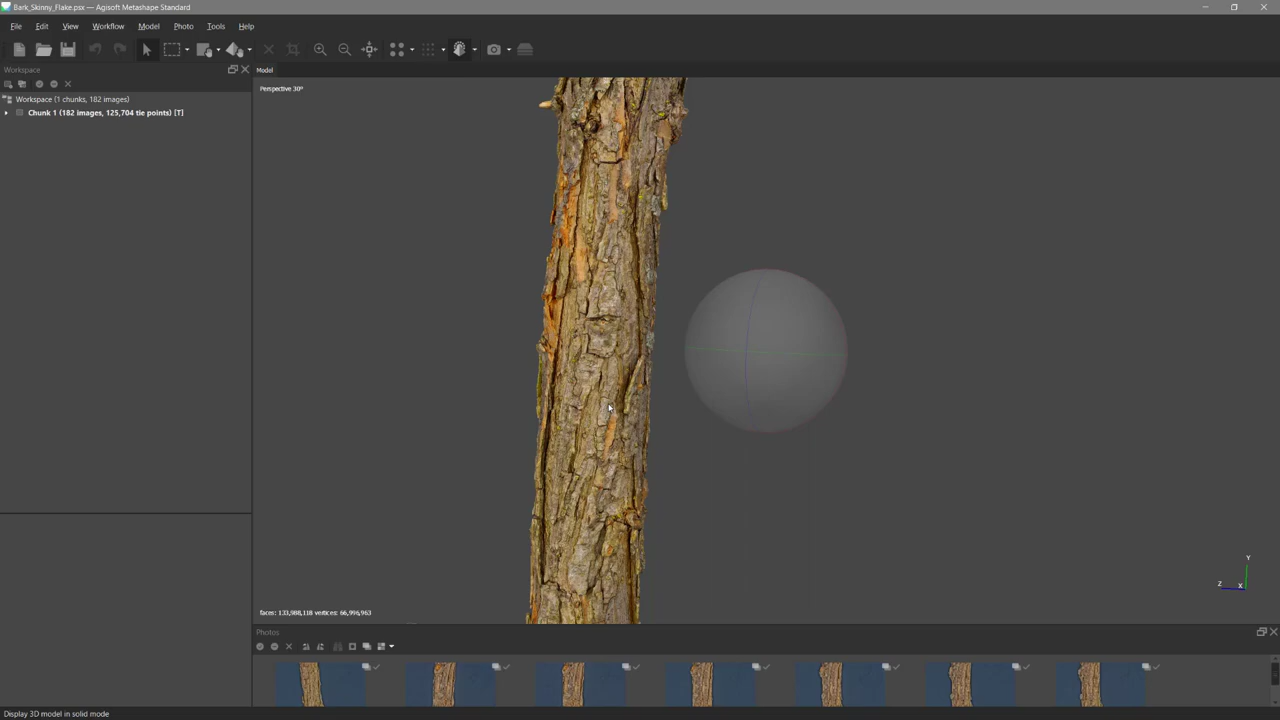 Bark_Skinny_Flake.psx — Agisoft Metashape Standard
File Edit View Workflow Model Photo Tools Help
Workspace
Model
Workspace (1 chunks, 182 images)
Chunk 1 (182 images, 125,704 tie points) [T]
Perspective 30°
Y
Z X
faces: 133,988,118 vertices: 66,996,963
Photos
Display 3D model in solid mode